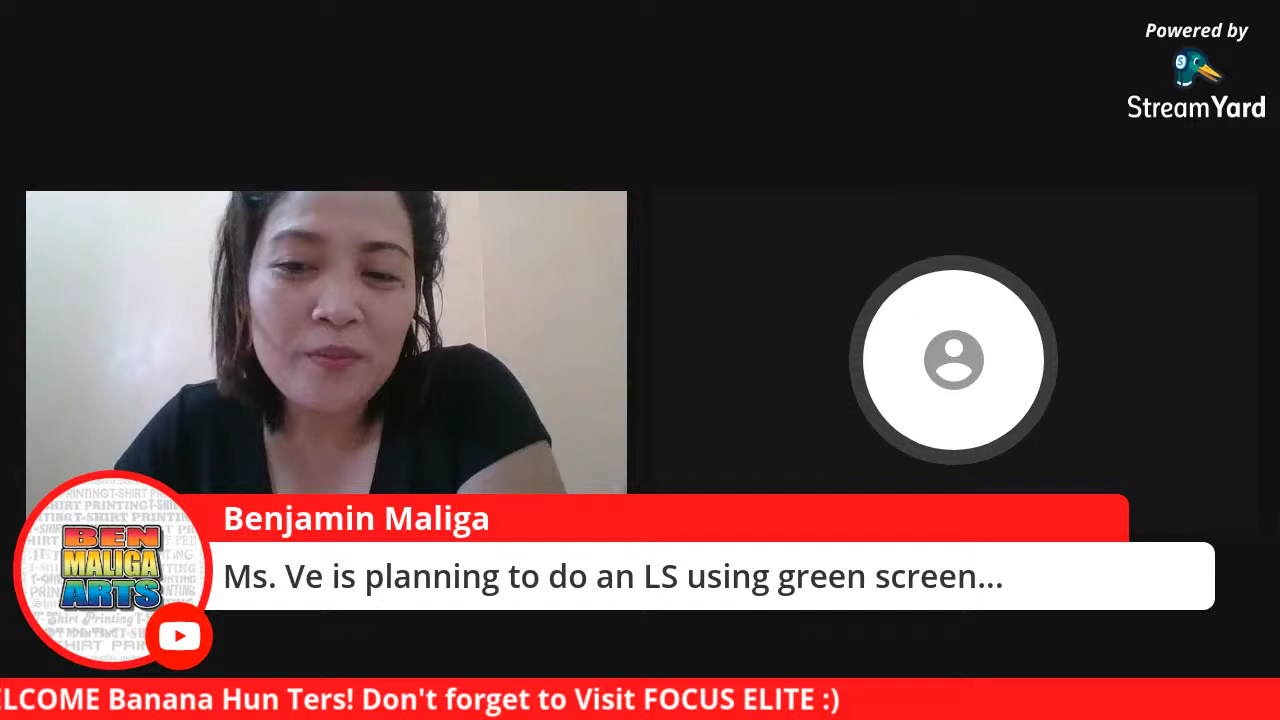 Powered by
StreamYard
Benjamin Maliga
Ms. Ve is planning to do an LS using green screen...
BEN
MALIGA
ARTS
ELCOME Banana Hun Ters! Don't forget to Visit FOCUS ELITE :)